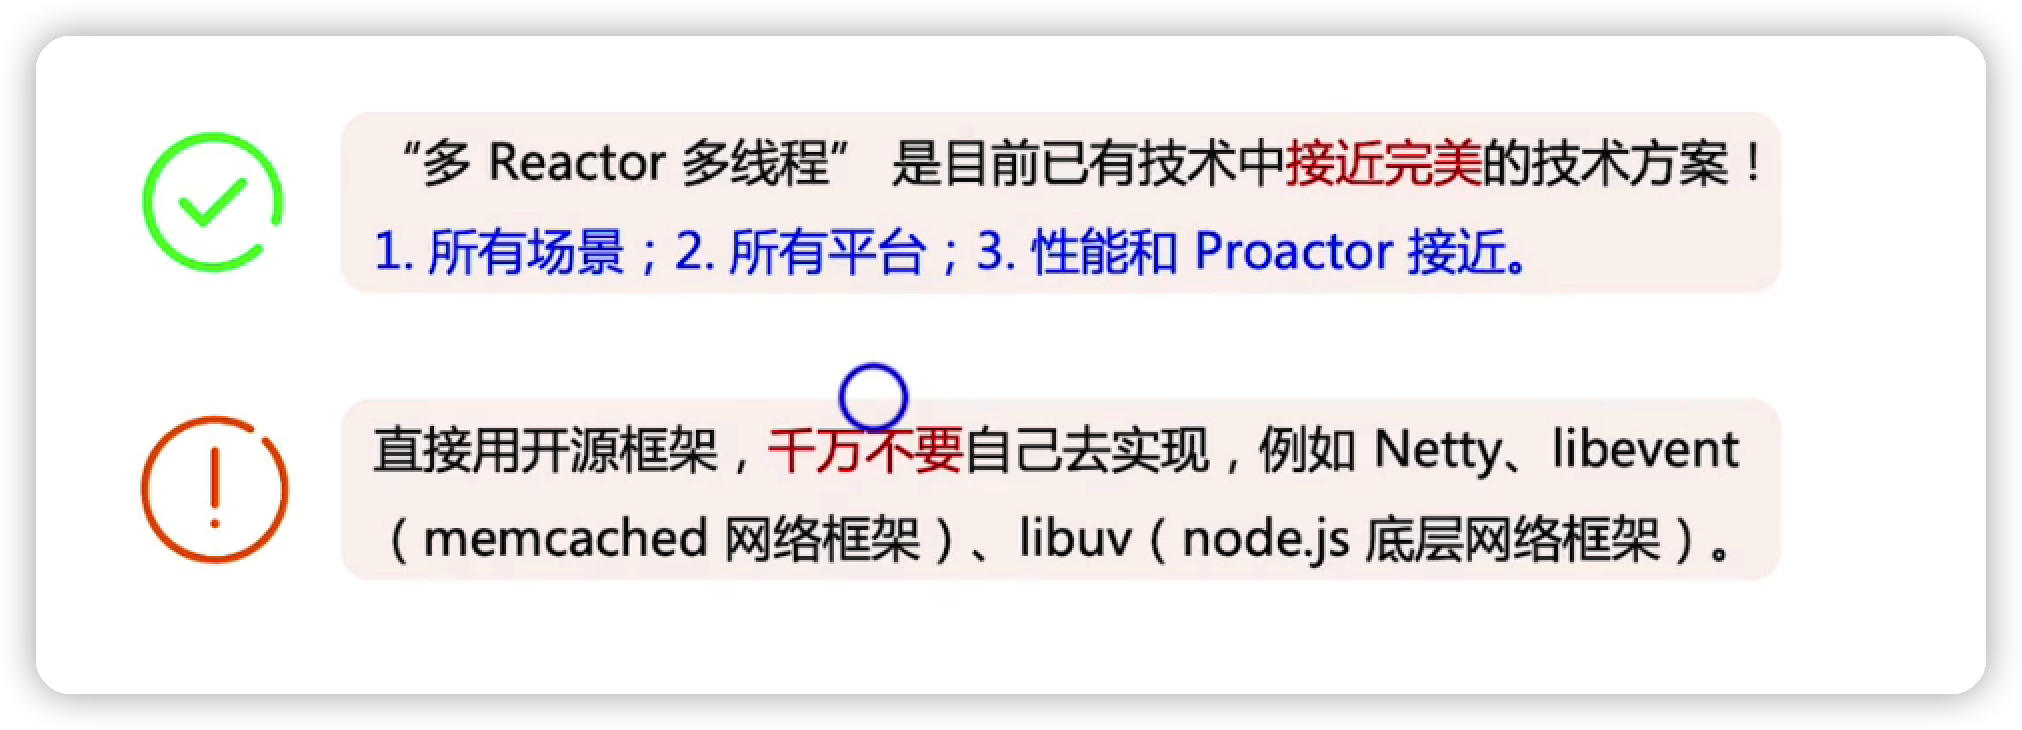 “多 Reactor 多线程” 是目前已有技术中接近完美的技术方案！
1. 所有场景；2. 所有平台；3. 性能和 Proactor 接近。
直接用开源框架，千万不要自己去实现，例如 Netty、libevent
（memcached 网络框架）、libuv（node.js 底层网络框架）。